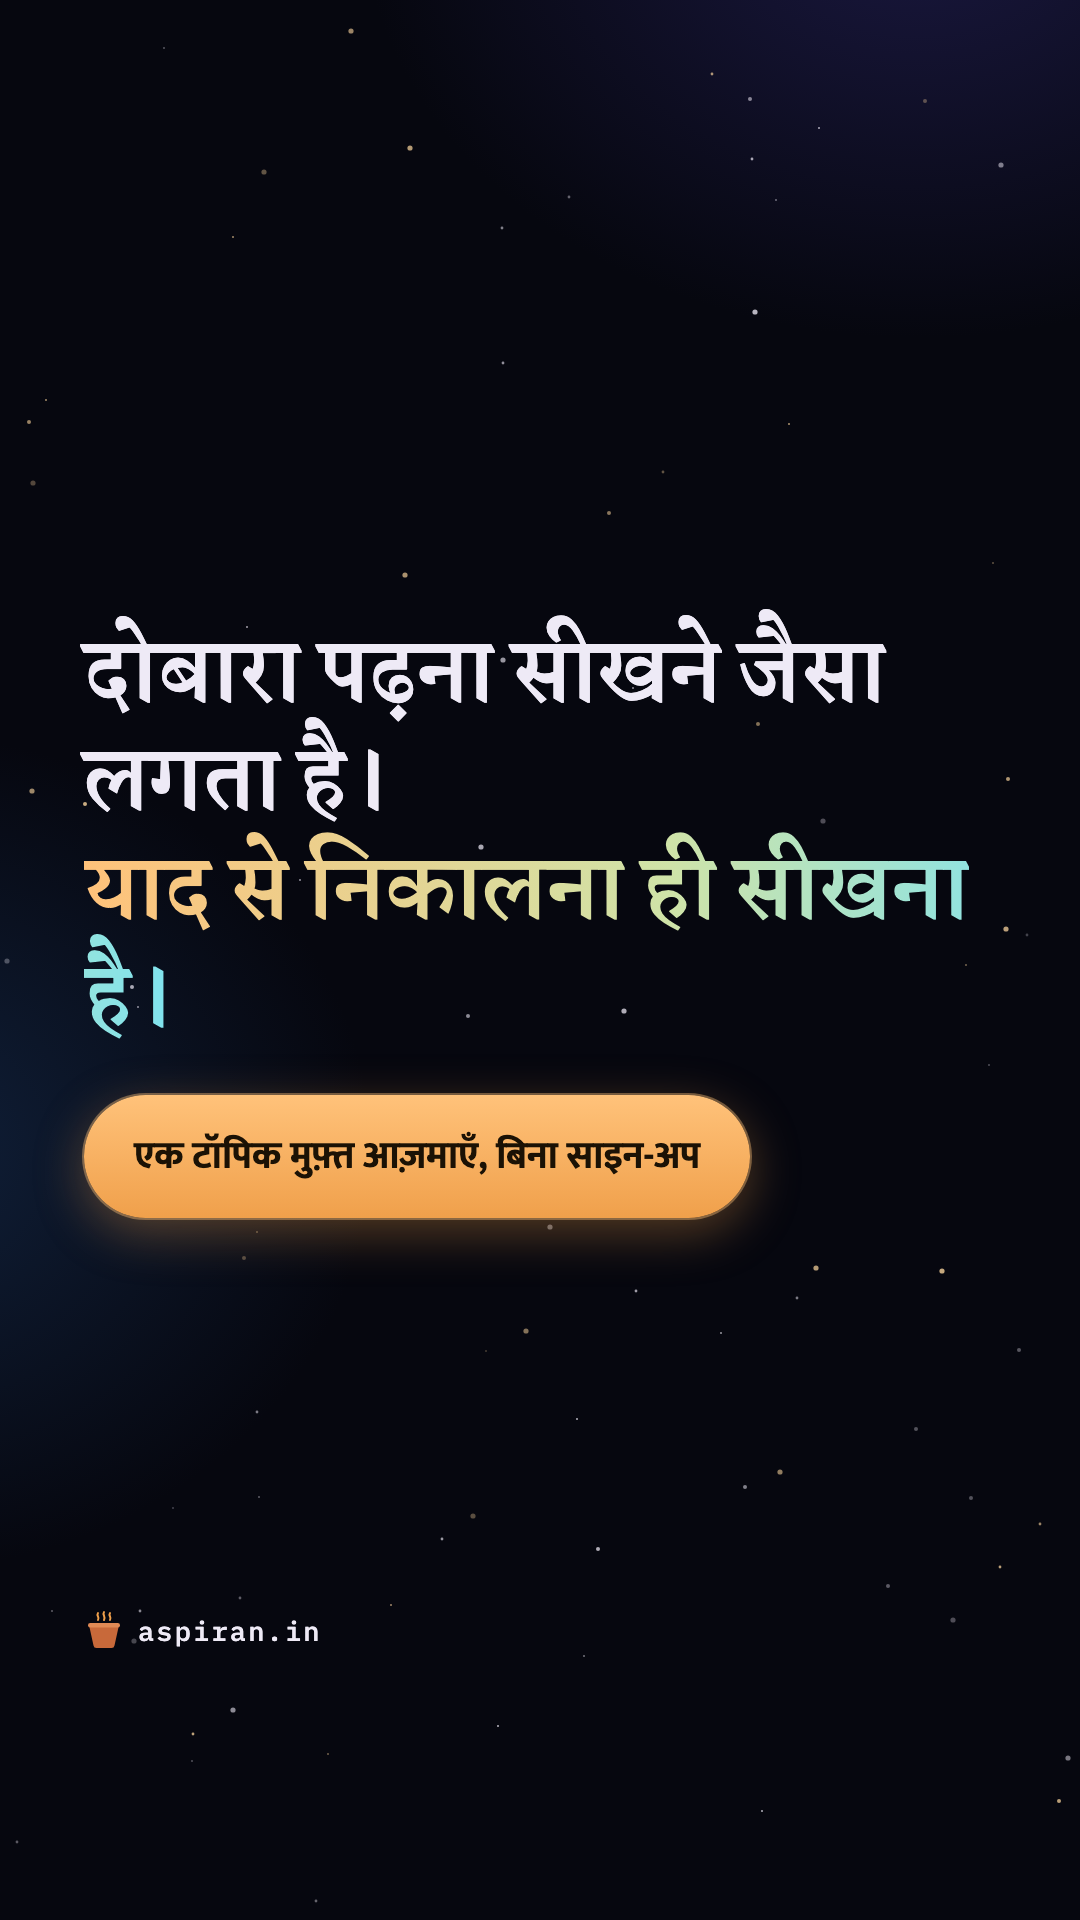 दोबारा पढ़ना सीखने जैसा
लगता है।
याद से निकालना ही सीखना
है।
एक टॉपिक मुफ़्त आज़माएँ, बिना साइन-अप
aspiran.in